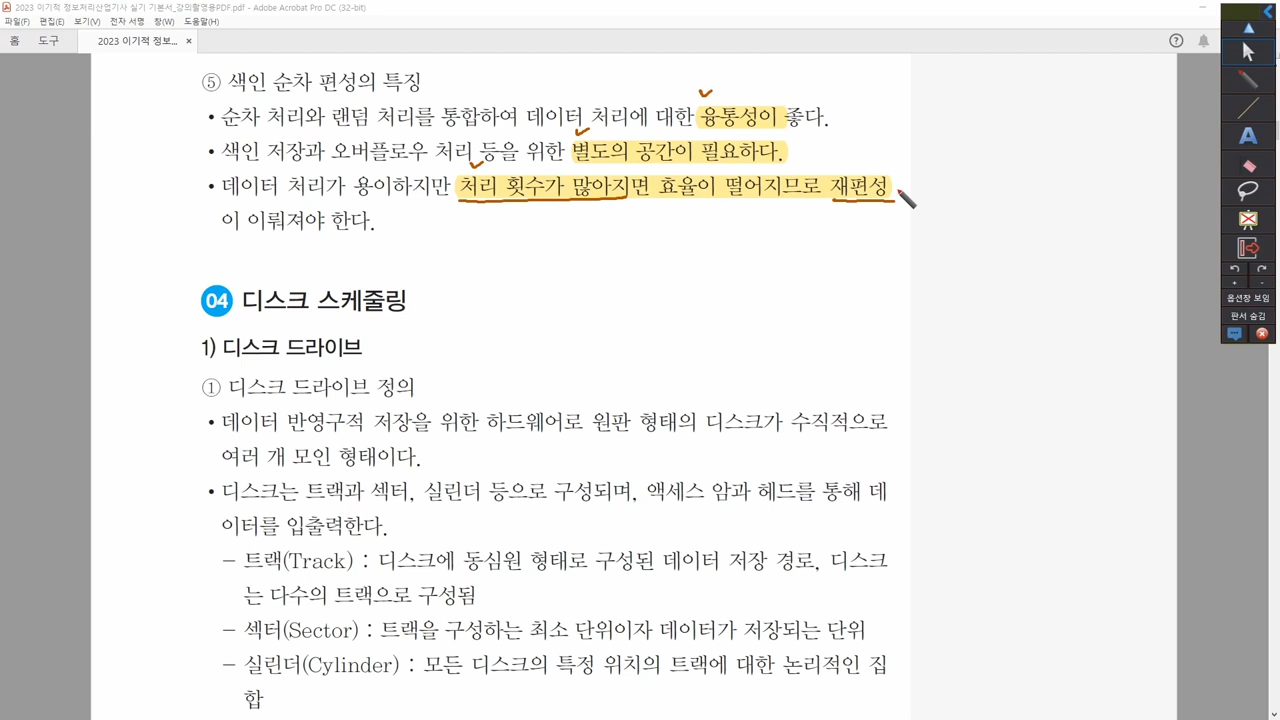 2023 이기적 정보처리산업기사 실기 기본서_강의촬영용PDF.pdf - Adobe Acrobat Pro DC (32-bit)
파일(F) 편집(E) 보기(V) 전자 서명 창(W) 도움말(H)
홈 도구 2023 이기적 정보... ×
⑤ 색인 순차 편성의 특징
• 순차 처리와 랜덤 처리를 통합하여 데이터 처리에 대한 융통성이 좋다.
• 색인 저장과 오버플로우 처리 등을 위한 별도의 공간이 필요하다.
• 데이터 처리가 용이하지만 처리 횟수가 많아지면 효율이 떨어지므로 재편성
이 이뤄져야 한다.
04 디스크 스케줄링
1) 디스크 드라이브
① 디스크 드라이브 정의
• 데이터 반영구적 저장을 위한 하드웨어로 원판 형태의 디스크가 수직적으로
여러 개 모인 형태이다.
• 디스크는 트랙과 섹터, 실린더 등으로 구성되며, 액세스 암과 헤드를 통해 데
이터를 입출력한다.
– 트랙(Track) : 디스크에 동심원 형태로 구성된 데이터 저장 경로, 디스크
는 다수의 트랙으로 구성됨
– 섹터(Sector) : 트랙을 구성하는 최소 단위이자 데이터가 저장되는 단위
– 실린더(Cylinder) : 모든 디스크의 특정 위치의 트랙에 대한 논리적인 집
합
A
+ -
옵션창 보임
판서 숨김